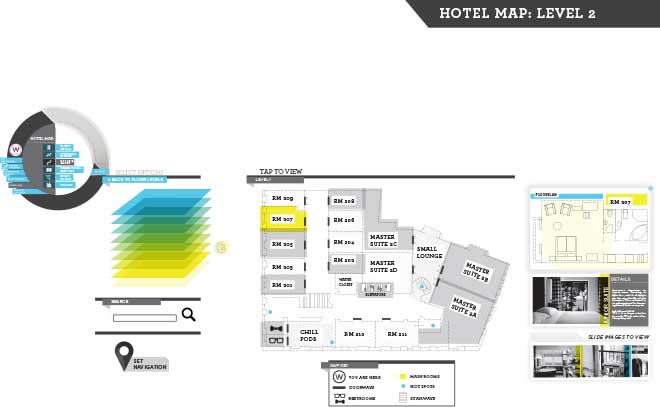 HOTEL MAP: LEVEL 2
HOTEL MAP
W
SELECT OPTIONS
< BACK TO FLOOR LEVELS
TAP TO VIEW
LEVEL 2
RM 209
RM 208
RM 207
RM 206
RM 205
RM 204
RM 203
RM 202
RM 201
MASTER
SUITE 2C
MASTER
SUITE 2D
SMALL
LOUNGE
MASTER
SUITE 2B
MASTER
SUITE 2A
WATER
CLOSET
ELEVATORS
CHILL
PODS
RM 210
RM 211
SEARCH
SET
NAVIGATION
MAP KEY
W
YOU ARE HERE
DOORWAYS
RESTROOMS
MAIN ROOMS
HOT SPOTS
STAIRWAYS
FLOORPLAN
RM 207
DETAILS
JUNIOR SUITE
SLIDE IMAGES TO VIEW